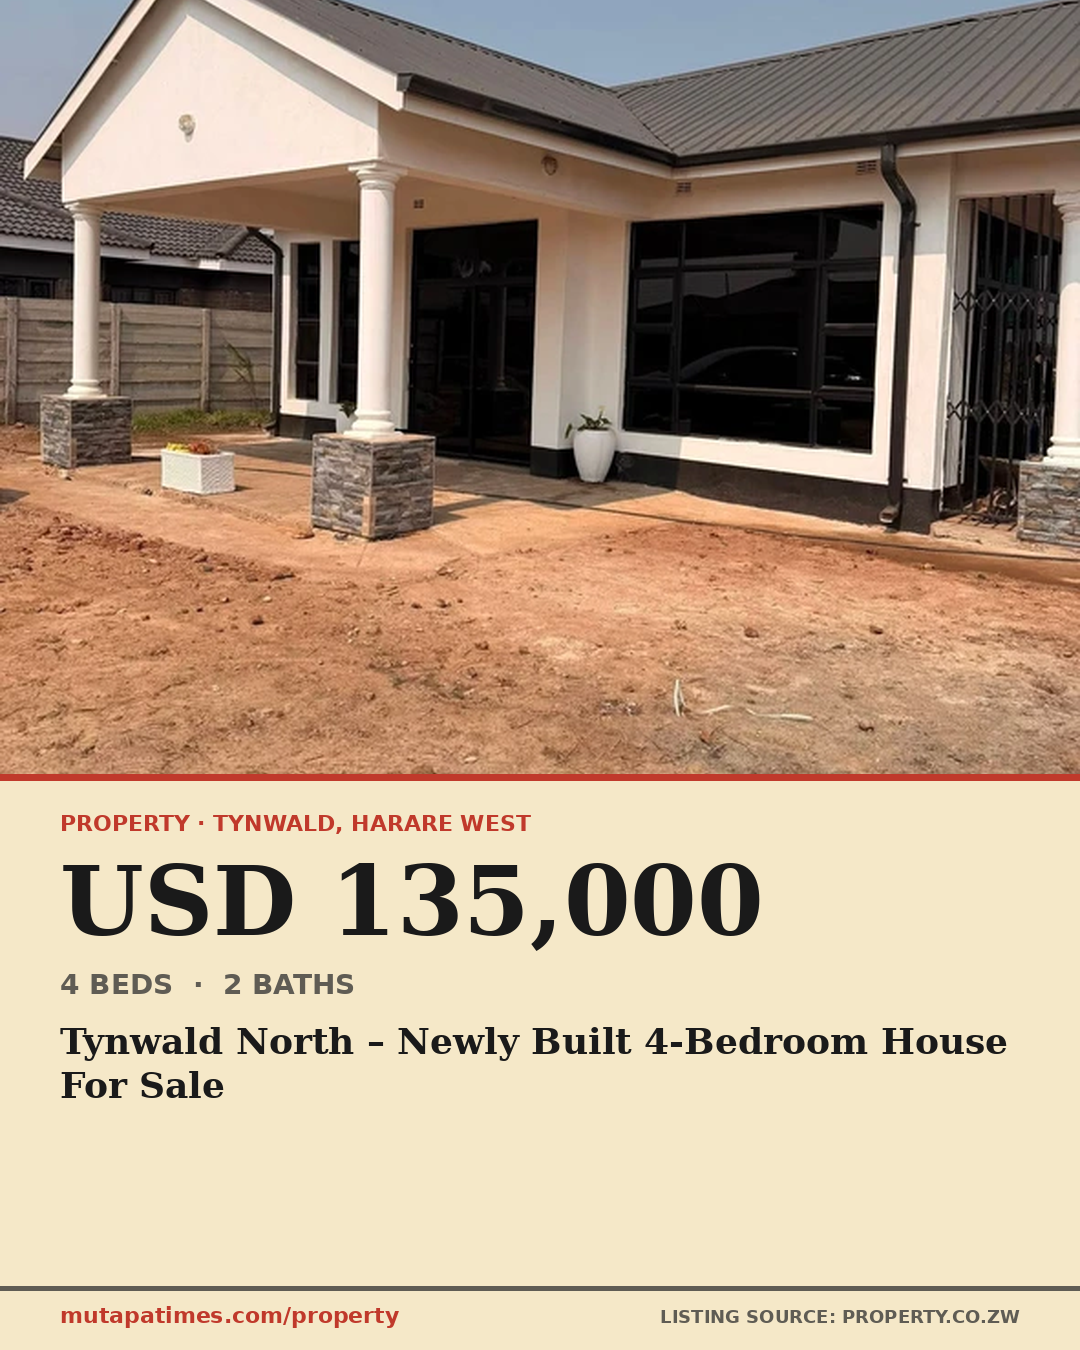 PROPERTY · TYNWALD, HARARE WEST
USD 135,000
4 BEDS · 2 BATHS
Tynwald North – Newly Built 4-Bedroom House
For Sale
mutapatimes.com/property
LISTING SOURCE: PROPERTY.CO.ZW